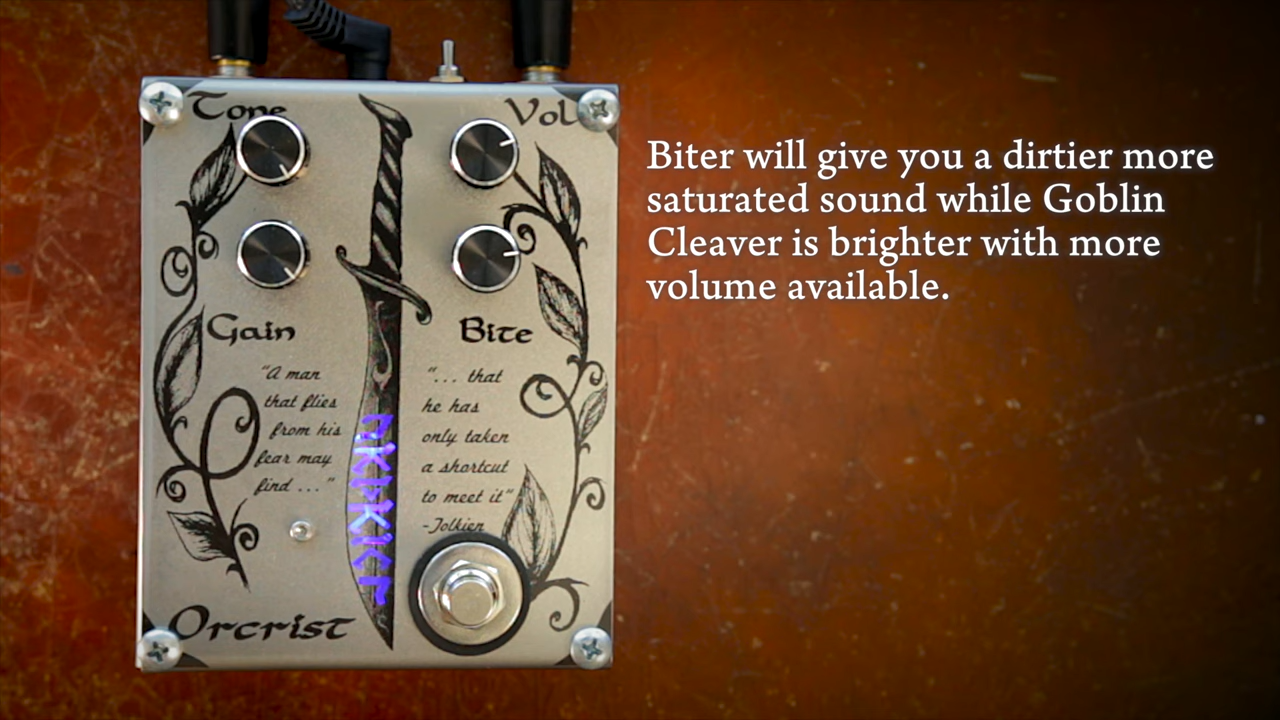 Tone
Vol
Gain
Bite
"A man
that flies
from his
fear may
find ..."
"... that
he has
only taken
a shortcut
to meet it"
-Tolkien
Orcrist
Biter will give you a dirtier more
saturated sound while Goblin
Cleaver is brighter with more
volume available.